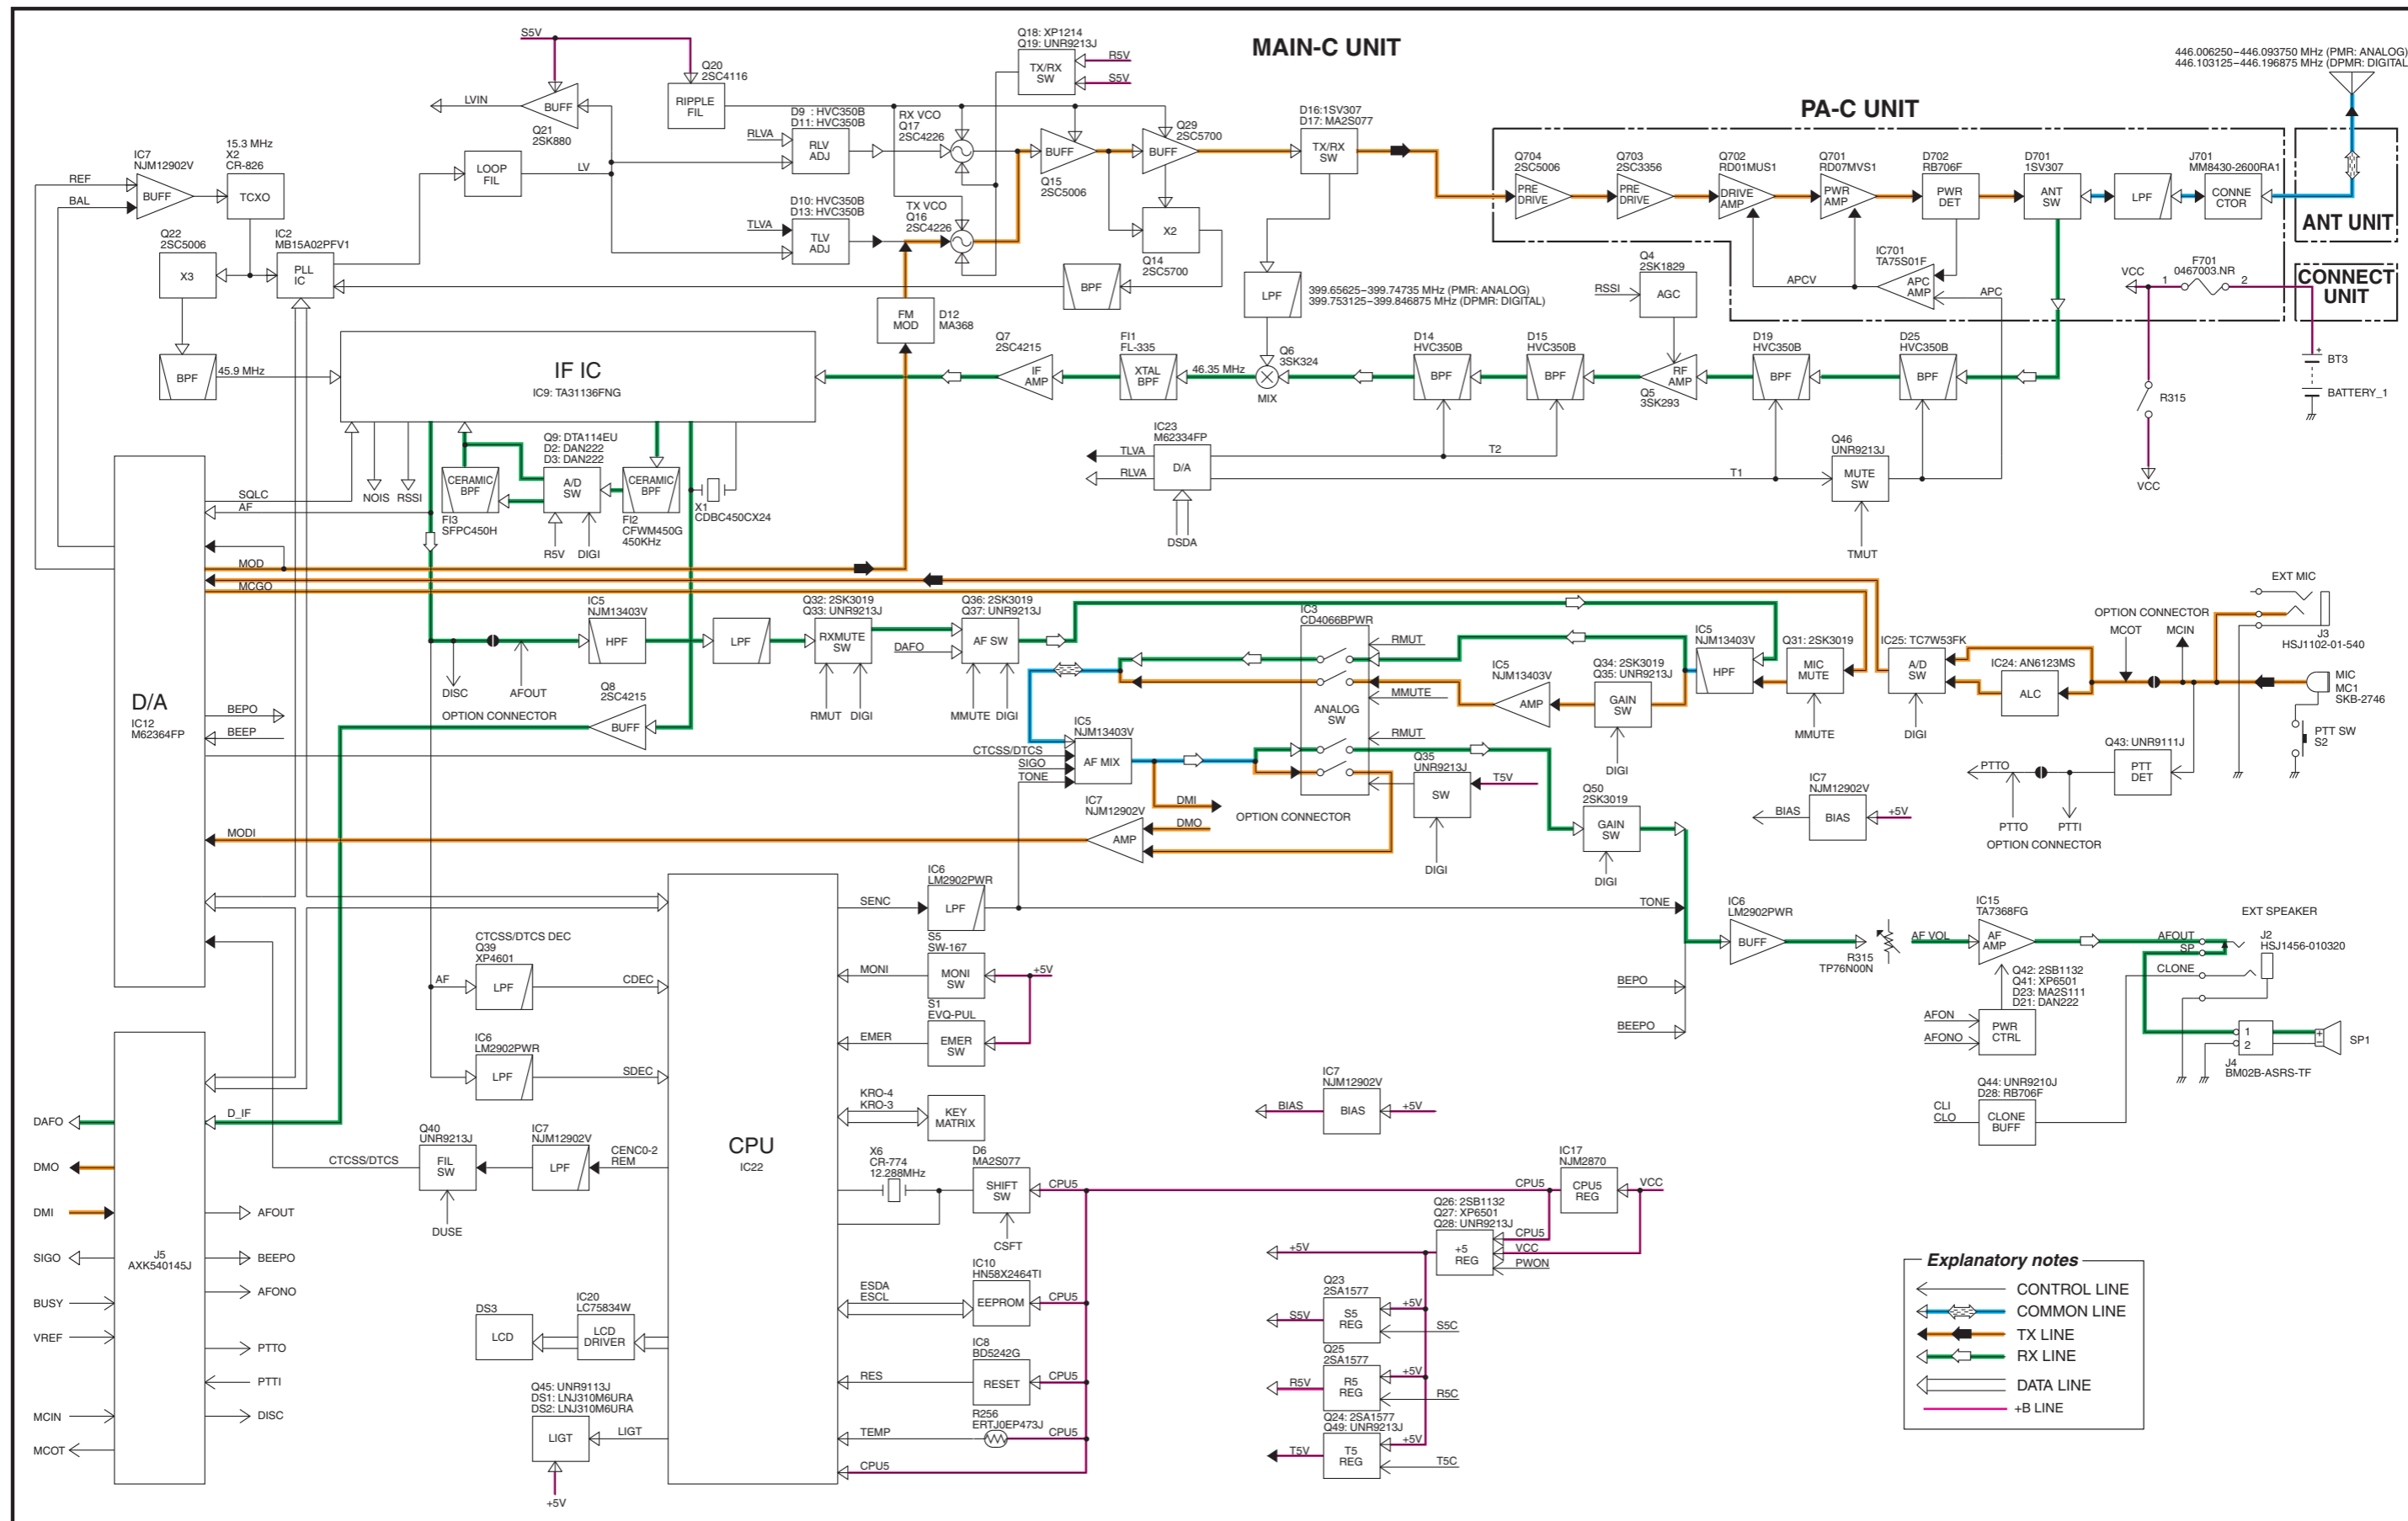 MAIN-C UNIT
446.006250–446.093750 MHz (PMR: ANALOG)
446.103125–446.196875 MHz (DPMR: DIGITAL
S5V
Q20
2SC4116
RIPPLE
FIL
LVIN
BUFF
Q21
2SK880
Q18: XP1214
Q19: UNR9213J
TX/RX
SW
R5V
S5V
D9 : HVC350B
D11: HVC350B
RLVA
RLV
ADJ
RX VCO
Q17
2SC4226
BUFF
Q15
2SC5006
Q29
2SC5700
BUFF
D16:1SV307
D17: MA2S077
TX/RX
SW
PA-C UNIT
Q704
2SC5006
PRE
DRIVE
Q703
2SC3356
PRE
DRIVE
Q702
RD01MUS1
DRIVE
AMP
Q701
RD07MVS1
PWR
AMP
D702
RB706F
PWR
DET
D701
1SV307
ANT
SW
LPF
J701
MM8430-2600RA1
CONNE
CTOR
ANT UNIT
IC7
NJM12902V
REF
BAL
BUFF
15.3 MHz
X2
CR-826
TCXO
LOOP
FIL
LV
D10: HVC350B
D13: HVC350B
TLVA
TLV
ADJ
TX VCO
Q16
2SC4226
X2
Q14
2SC5700
Q22
2SC5006
X3
IC2
MB15A02PFV1
PLL
IC
BPF
LPF
399.65625–399.74735 MHz (PMR: ANALOG)
399.753125–399.846875 MHz (DPMR: DIGITAL)
Q4
2SK1829
RSSI
AGC
APCV
IC701
TA75S01F
APC
AMP
APC
VCC
1
F701
0467003.NR
2
CONNECT
UNIT
BT3
BATTERY_1
R315
VCC
BPF
45.9 MHz
IF IC
IC9: TA31136FNG
FM
MOD
D12
MA368
Q7
2SC4215
IF
AMP
FI1
FL-335
XTAL
BPF
46.35 MHz
Q6
3SK324
MIX
D14
HVC350B
BPF
D15
HVC350B
BPF
RF
AMP
Q5
3SK293
D19
HVC350B
BPF
D25
HVC350B
BPF
SQLC
AF
NOIS
RSSI
CERAMIC
BPF
FI3
SFPC450H
Q9: DTA114EU
D2: DAN222
D3: DAN222
A/D
SW
R5V
DIGI
CERAMIC
BPF
FI2
CFWM450G
450KHz
X1
CDBC450CX24
IC23
M62334FP
TLVA
RLVA
D/A
DSDA
T2
T1
Q46
UNR9213J
MUTE
SW
TMUT
MOD
MCGO
D/A
IC12
M62364FP
BEPO
BEEP
DISC
AFOUT
OPTION CONNECTOR
IC5
NJM13403V
HPF
LPF
Q32: 2SK3019
Q33: UNR9213J
RXMUTE
SW
RMUT
DIGI
Q36: 2SK3019
Q37: UNR9213J
AF SW
DAFO
MMUTE
DIGI
Q8
2SC4215
BUFF
IC3
CD4066BPWR
ANALOG
SW
RMUT
MMUTE
RMUT
IC5
NJM13403V
AMP
Q34: 2SK3019
Q35: UNR9213J
GAIN
SW
DIGI
IC5
NJM13403V
HPF
Q31: 2SK3019
MIC
MUTE
MMUTE
IC25: TC7W53FK
A/D
SW
DIGI
IC24: AN6123MS
ALC
OPTION CONNECTOR
MCOT
MCIN
EXT MIC
J3
HSJ1102-01-540
MIC
MC1
SKB-2746
PTT SW
S2
Q43: UNR9111J
PTT
DET
PTTO
PTTO
PTTI
OPTION CONNECTOR
IC7
NJM12902V
BIAS
BIAS
+5V
CTCSS/DTCS
SIGO
TONE
IC5
NJM13403V
AF MIX
DMI
OPTION CONNECTOR
Q35
UNR9213J
SW
T5V
DIGI
Q50
2SK3019
GAIN
SW
DIGI
MODI
IC7
NJM12902V
AMP
DMO
SENC
IC6
LM2902PWR
LPF
TONE
IC6
LM2902PWR
BUFF
R315
TP76N00N
AF VOL
IC15
TA7368FG
AF
AMP
EXT SPEAKER
AFOUT
SP
J2
HSJ1456-010320
CLONE
Q42: 2SB1132
Q41: XP6501
D23: MA2S111
D21: DAN222
AFON
AFONO
PWR
CTRL
1
2
J4
BM02B-ASRS-TF
SP1
CLI
CLO
Q44: UNR9210J
D28: RB706F
CLONE
BUFF
BEPO
BEEPO
CTCSS/DTCS DEC
Q39
XP4601
AF
LPF
CDEC
IC6
LM2902PWR
LPF
SDEC
S5
SW-167
MONI
MONI
SW
+5V
S1
EVQ-PUL
EMER
EMER
SW
KRO-4
KRO-3
KEY
MATRIX
CPU
IC22
IC7
NJM12902V
BIAS
BIAS
+5V
DAFO
D_IF
DMO
DMI
SIGO
BUSY
VREF
MCIN
MCOT
J5
AXK540145J
AFOUT
BEEPO
AFONO
PTTO
PTTI
DISC
CTCSS/DTCS
Q40
UNR9213J
FIL
SW
DUSE
IC7
NJM12902V
LPF
CENC0-2
REM
X6
CR-774
12.288MHz
D6
MA2S077
SHIFT
SW
CPU5
CSFT
CPU5
IC17
NJM2870
CPU5
REG
VCC
Q26: 2SB1132
Q27: XP6501
Q28: UNR9213J
+5V
+5
REG
CPU5
VCC
PWON
ESDA
ESCL
IC10
HN58X2464TI
EEPROM
CPU5
Q23
2SA1577
S5V
S5
REG
+5V
S5C
DS3
LCD
IC20
LC75834W
LCD
DRIVER
RES
IC8
BD5242G
RESET
CPU5
Q25
2SA1577
R5V
R5
REG
+5V
R5C
Q45: UNR9113J
DS1: LNJ310M6URA
DS2: LNJ310M6URA
LIGT
LIGT
+5V
TEMP
R256
ERTJ0EP473J
CPU5
CPU5
Q24: 2SA1577
Q49: UNR9213J
T5V
T5
REG
+5V
T5C
Explanatory notes
CONTROL LINE
COMMON LINE
TX LINE
RX LINE
DATA LINE
+B LINE